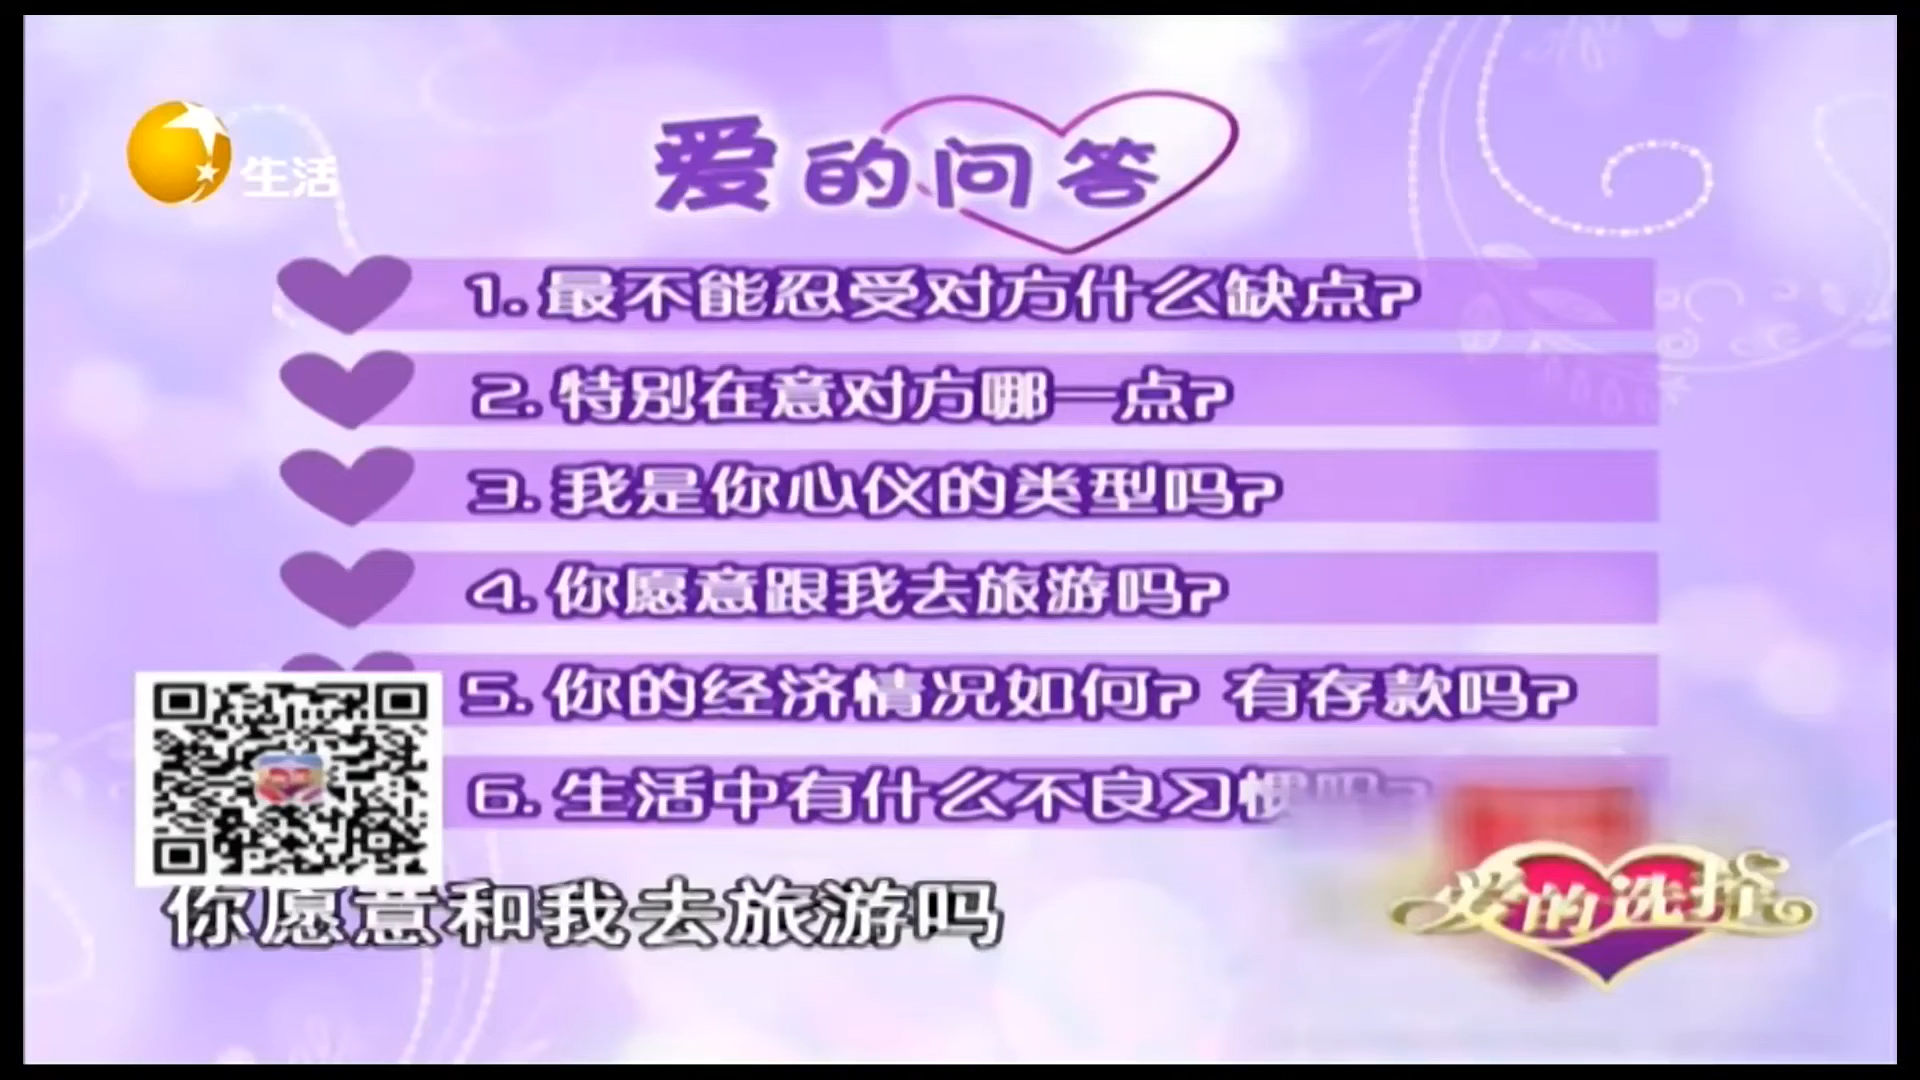 生活
爱的问答
1.最不能忍受对方什么缺点?
2.特别在意对方哪一点?
3.我是你心仪的类型吗?
4.你愿意跟我去旅游吗?
5.你的经济情况如何? 有存款吗?
6.生活中有什么不良习惯吗?
你愿意和我去旅游吗
爱的选择